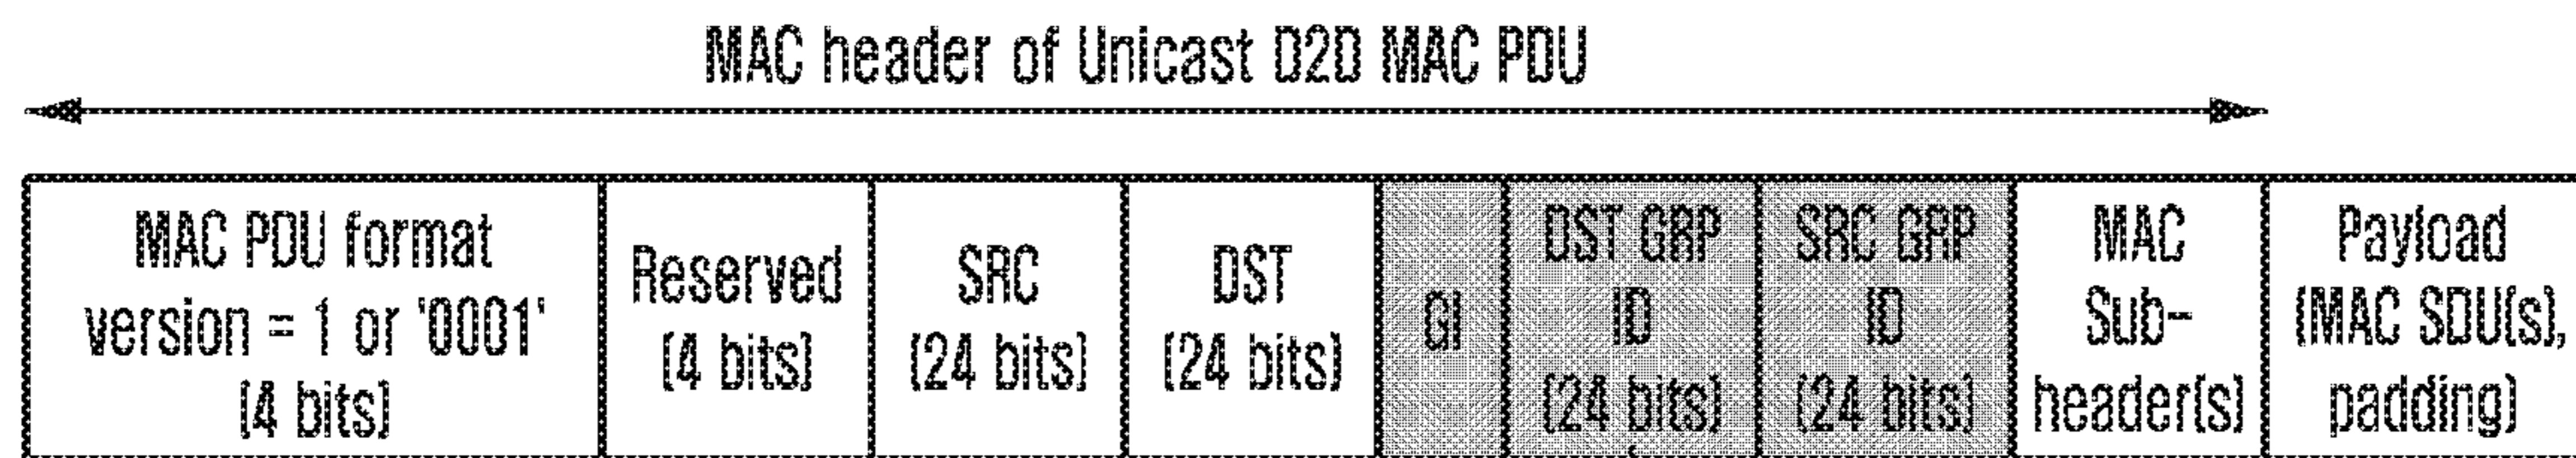 MAC header of Unicast D2D MAC PDU
MAC PDU format
version = 1 or '0001'
(4 bits)
Reserved
(4 bits)
SRC
(24 bits)
DST
(24 bits)
GI
DST GRP
ID
(24 bits)
SRC GRP
ID
(24 bits)
MAC
Sub-
header(s)
Payload
(MAC SDU(s),
padding)